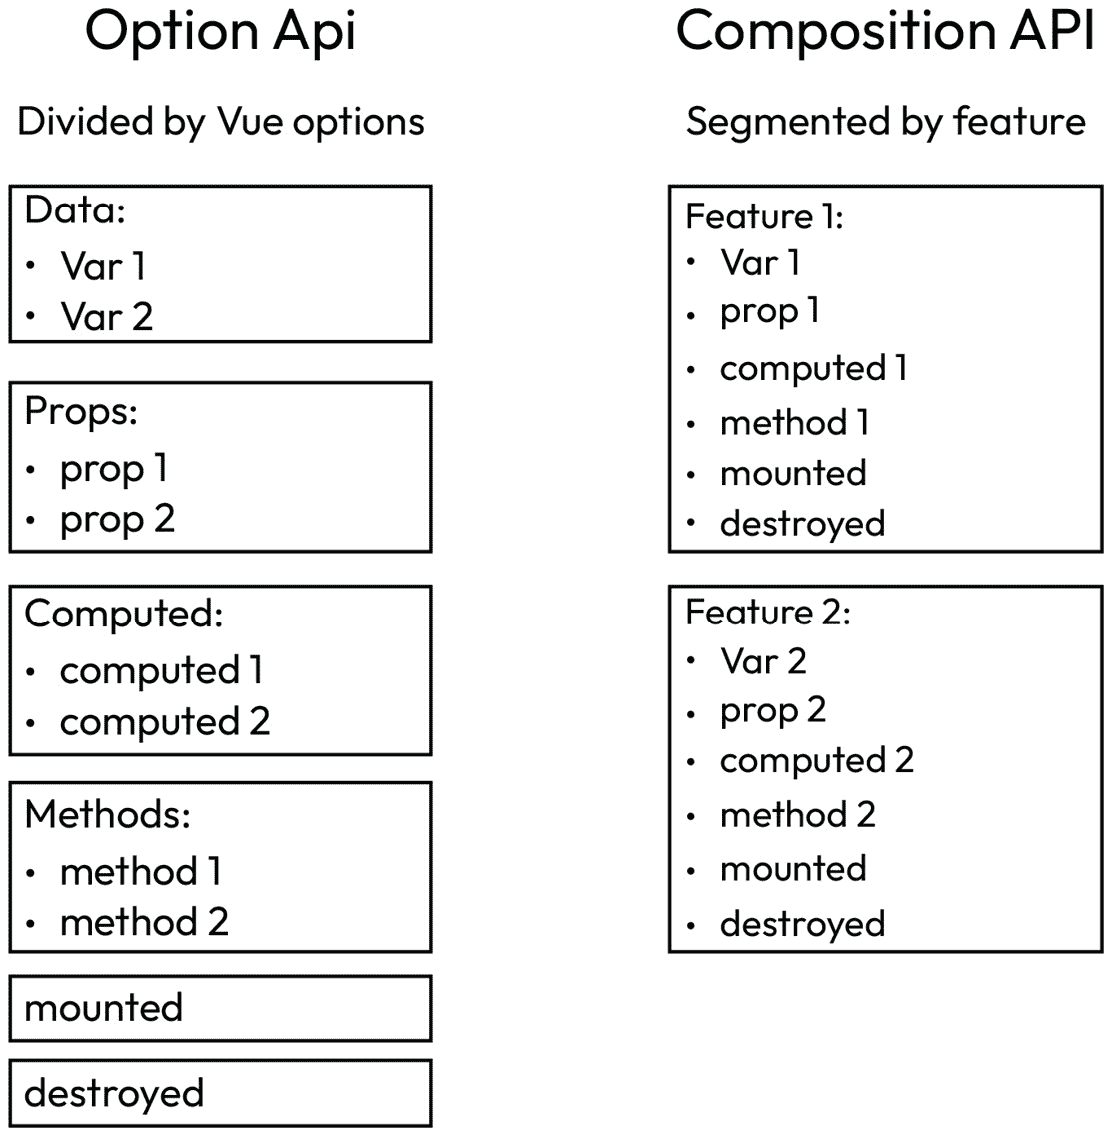 Option Api
Divided by Vue options
Data:
• Var 1
• Var 2
Props:
• prop 1
• prop 2
Computed:
• computed 1
• computed 2
Methods:
• method 1
• method 2
mounted
destroyed
Composition API
Segmented by feature
Feature 1:
• Var 1
• prop 1
• computed 1
• method 1
• mounted
• destroyed
Feature 2:
• Var 2
• prop 2
• computed 2
• method 2
• mounted
• destroyed